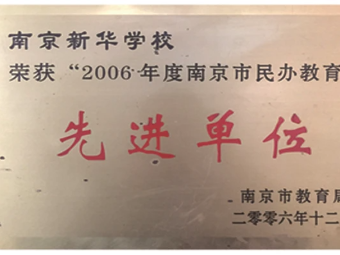 南京新华学校
荣获“2006年度南京市民办教育
先进单位
南京市教育局
二零零六年十二